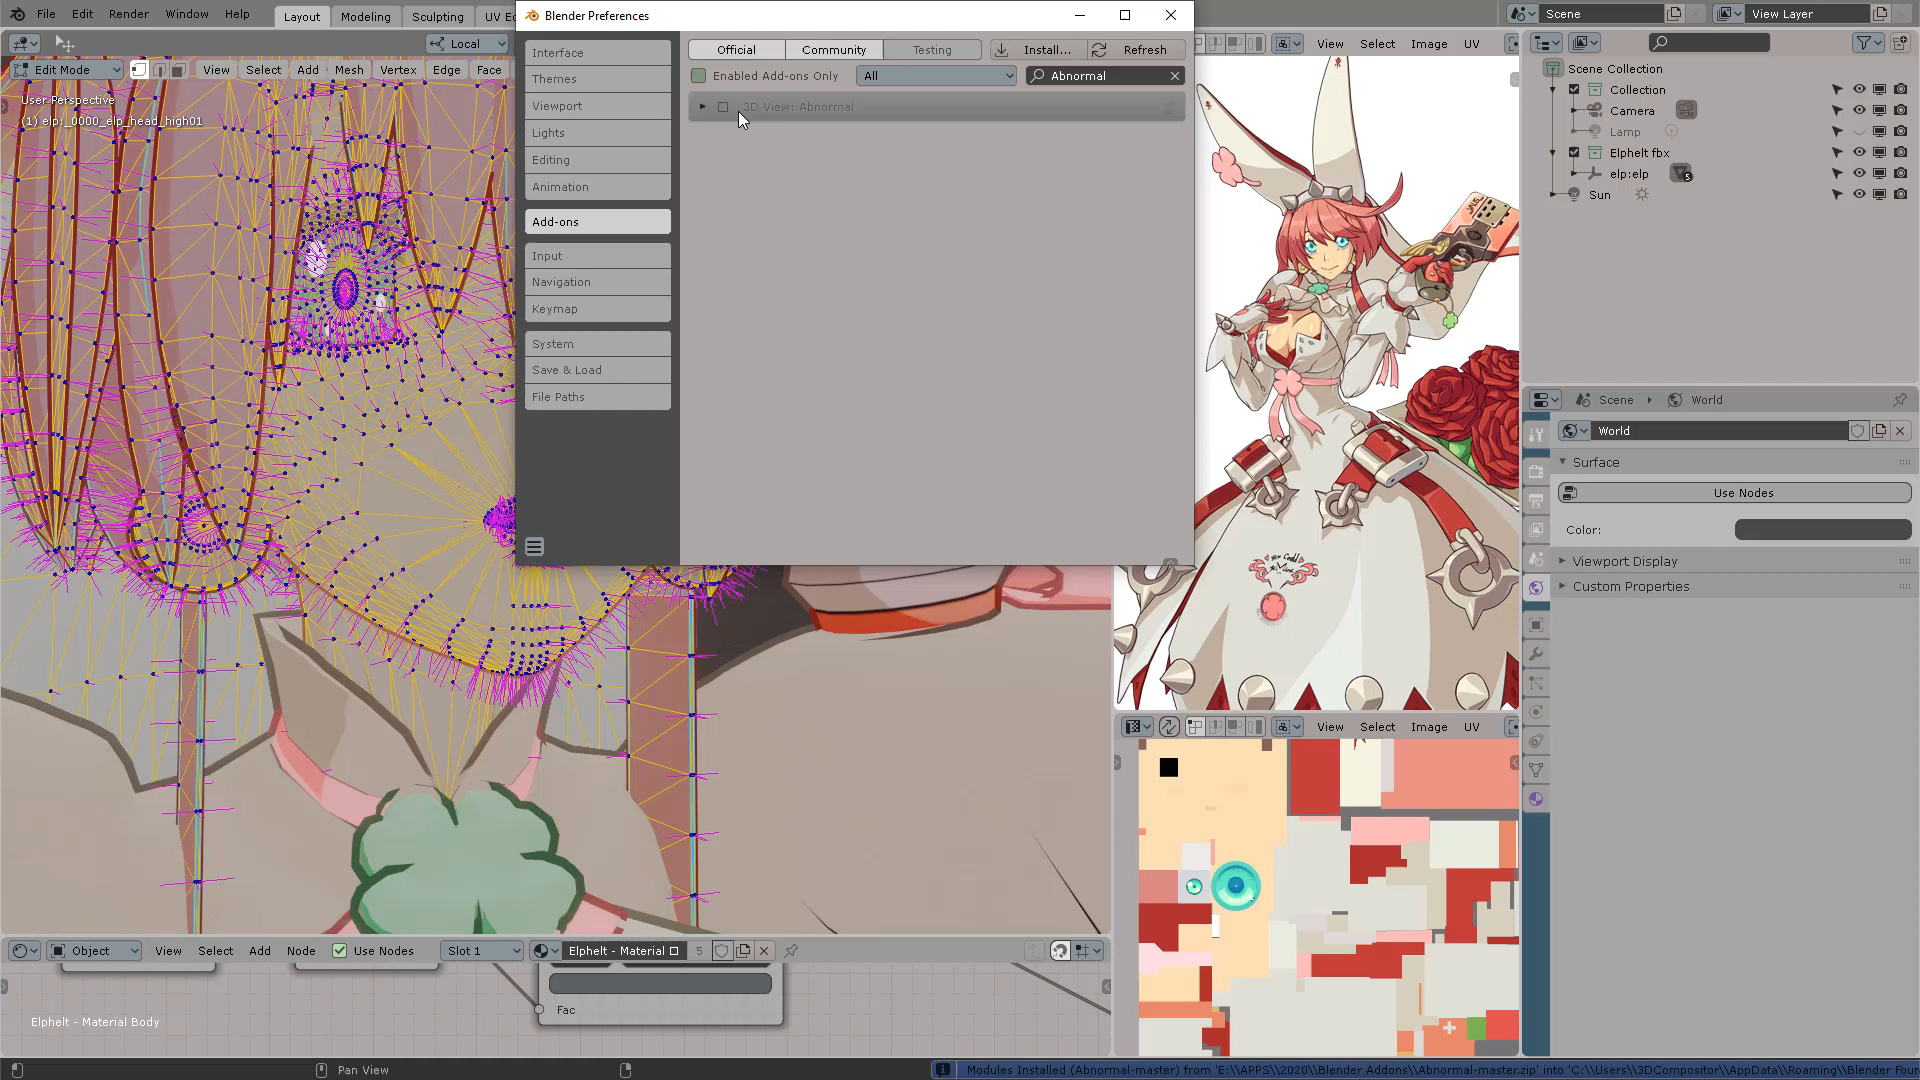 File Edit Render Window Help Layout Modeling Sculpting UV Ec
Blender Preferences
Scene View Layer
Local
Edit Mode View Select Add Mesh Vertex Edge Face
User Perspective
(1) elp:_0000_elp_head_high01
Interface
Themes
Viewport
Lights
Editing
Animation
Add-ons
Input
Navigation
Keymap
System
Save & Load
File Paths
Official Community Testing Install... Refresh
Enabled Add-ons Only All Abnormal
3D View: Abnormal
View Select Image UV
Scene Collection
Collection
Camera
Lamp
Elphelt fbx
elp:elp 5
Sun
Scene World
World
Surface
Use Nodes
Color:
Viewport Display
Custom Properties
View Select Image UV
Object View Select Add Node Use Nodes Slot 1 Elphelt - Material 5
Fac
Elphelt - Material Body
Pan View
Modules Installed (Abnormal-master) from 'E:\\APPS\\2020\\Blender Addons\\Abnormal-master.zip' into 'C:\\Users\\3DCompositor\\AppData\\Roaming\\Blender Foun